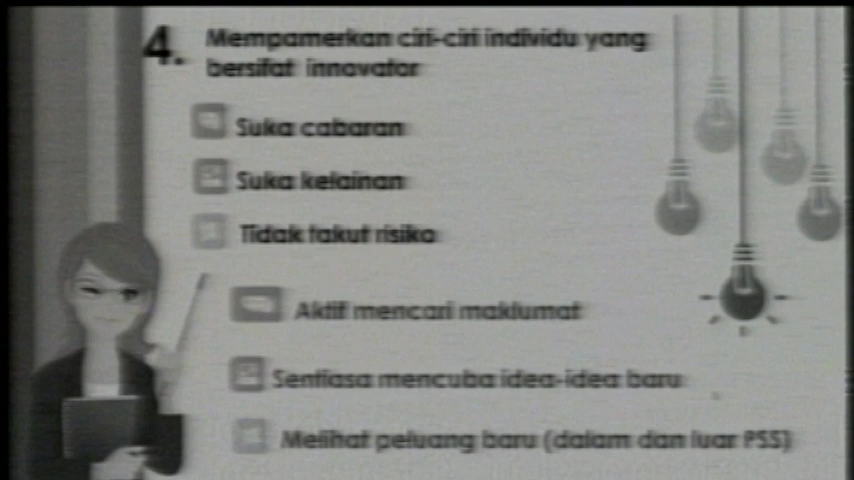 4. Mempamerkan ciri-ciri individu yang
bersifat innovator
Suka cabaran
Suka kelainan
Tidak takut risiko
Aktif mencari maklumat
Sentiasa mencuba idea-idea baru
Melihat peluang baru (dalam dan luar PSS)